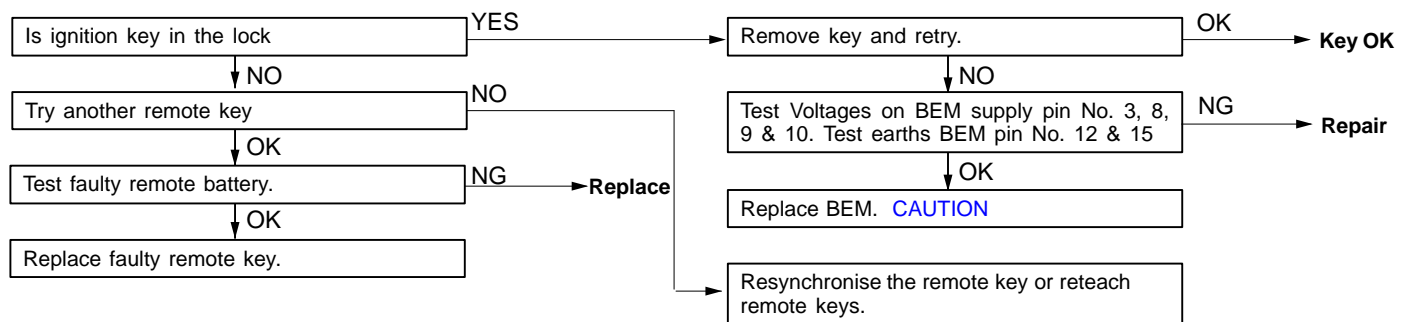 Is ignition key in the lock
YES
Remove key and retry.
OK
Key OK
NO
NO
Try another remote key
NO
Test Voltages on BEM supply pin No. 3, 8,
9 & 10. Test earths BEM pin No. 12 & 15
NG
Repair
OK
OK
Test faulty remote battery.
NG
Replace
Replace BEM. CAUTION
OK
Replace faulty remote key.
Resynchronise the remote key or reteach
remote keys.